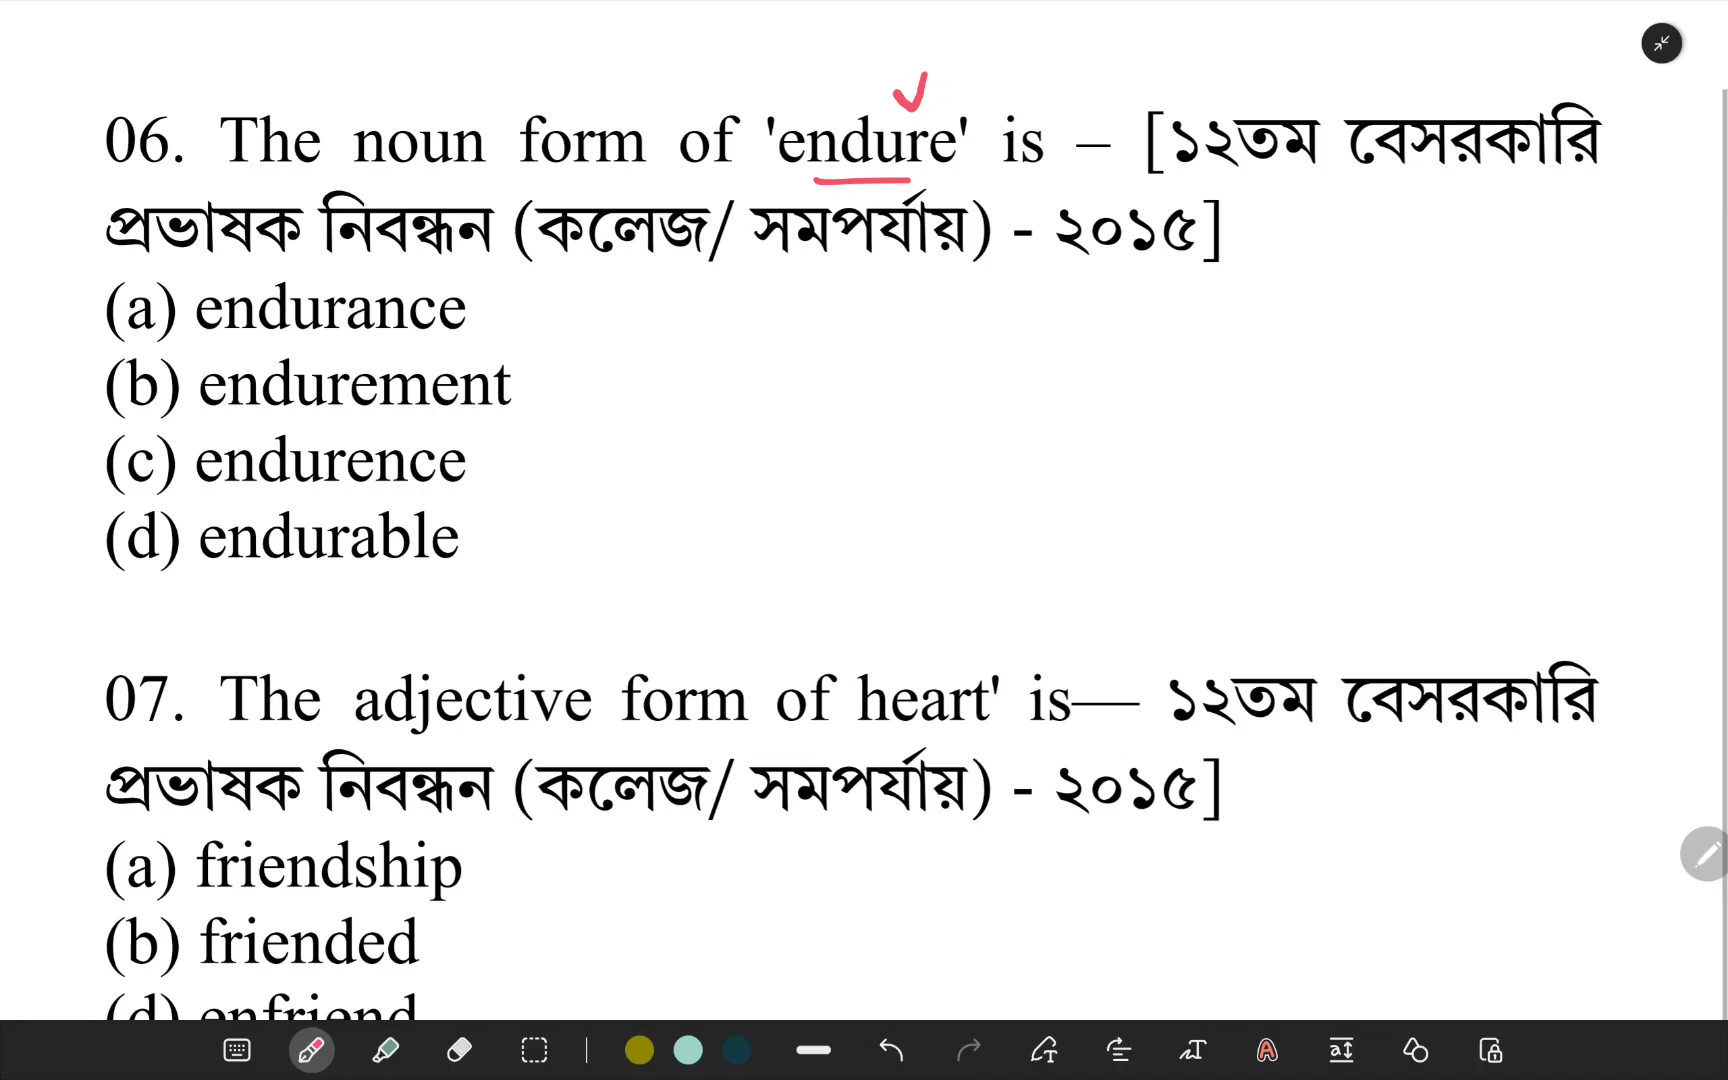 06. The noun form of 'endure' is – [১২তম বেসরকারি
প্রভাষক নিবন্ধন (কলেজ/ সমপর্যায়) - ২০১৫]
(a) endurance
(b) endurement
(c) endurence
(d) endurable
07. The adjective form of heart' is— ১২তম বেসরকারি
প্রভাষক নিবন্ধন (কলেজ/ সমপর্যায়) - ২০১৫]
(a) friendship
(b) friended
(d) enfriend